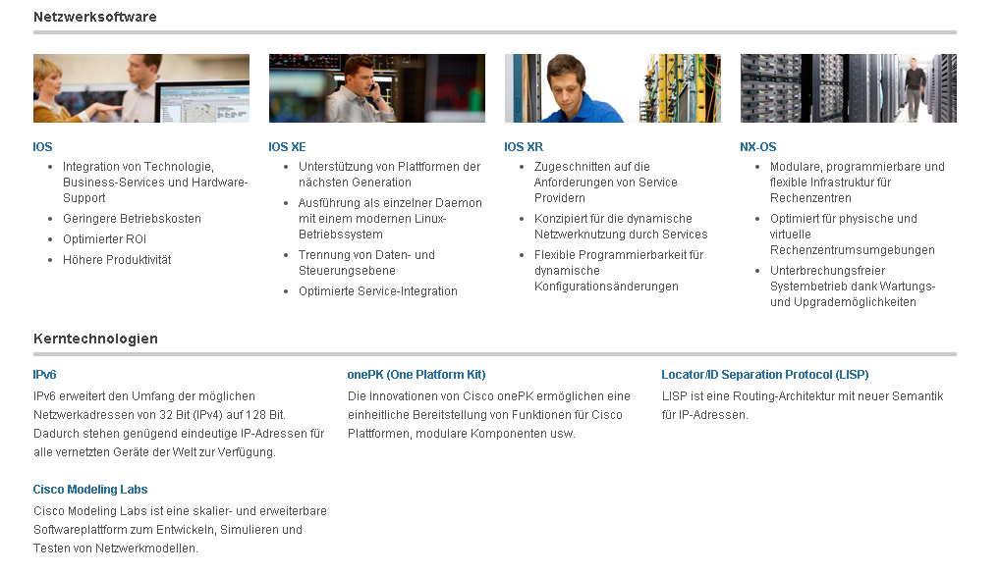 Netzwerksoftware
IOS
Integration von Technologie,
Business-Services und Hardware-
Support
Geringere Betriebskosten
Optimierter ROI
Höhere Produktivität
IOS XE
Unterstützung von Plattformen der
nächsten Generation
Ausführung als einzelner Daemon
mit einem modernen Linux-
Betriebssystem
Trennung von Daten- und
Steuerungsebene
Optimierte Service-Integration
IOS XR
Zugeschnitten auf die
Anforderungen von Service
Providern
Konzipiert für die dynamische
Netzwerknutzung durch Services
Flexible Programmierbarkeit für
dynamische
Konfigurationsänderungen
NX-OS
Modulare, programmierbare und
flexible Infrastruktur für
Rechenzentren
Optimiert für physische und
virtuelle
Rechenzentrumsumgebungen
Unterbrechungsfreier
Systembetrieb dank Wartungs-
und Upgrademöglichkeiten
Kerntechnologien
IPv6
IPv6 erweitert den Umfang der möglichen
Netzwerkadressen von 32 Bit (IPv4) auf 128 Bit.
Dadurch stehen genügend eindeutige IP-Adressen für
alle vernetzten Geräte der Welt zur Verfügung.
onePK (One Platform Kit)
Die Innovationen von Cisco onePK ermöglichen eine
einheitliche Bereitstellung von Funktionen für Cisco
Plattformen, modulare Komponenten usw.
Locator/ID Separation Protocol (LISP)
LISP ist eine Routing-Architektur mit neuer Semantik
für IP-Adressen.
Cisco Modeling Labs
Cisco Modeling Labs ist eine skalier- und erweiterbare
Softwareplattform zum Entwickeln, Simulieren und
Testen von Netzwerkmodellen.